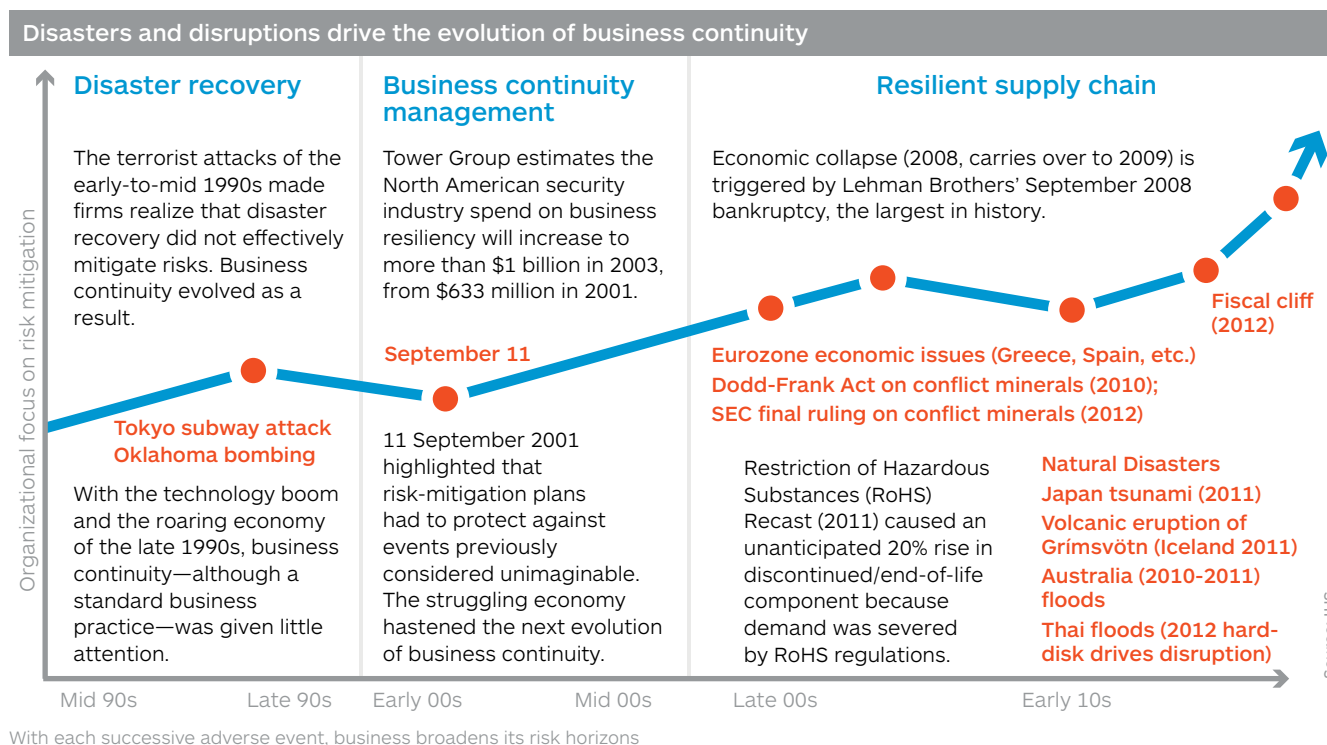 Disasters and disruptions drive the evolution of business continuity
Organizational focus on risk mitigation
Disaster recovery
The terrorist attacks of the
early-to-mid 1990s made
firms realize that disaster
recovery did not effectively
mitigate risks. Business
continuity evolved as a
result.
Tokyo subway attack
Oklahoma bombing
With the technology boom
and the roaring economy
of the late 1990s, business
continuity—although a
standard business
practice—was given little
attention.
Business continuity
management
Tower Group estimates the
North American security
industry spend on business
resiliency will increase to
more than $1 billion in 2003,
from $633 million in 2001.
September 11
11 September 2001
highlighted that
risk-mitigation plans
had to protect against
events previously
considered unimaginable.
The struggling economy
hastened the next evolution
of business continuity.
Resilient supply chain
Economic collapse (2008, carries over to 2009) is
triggered by Lehman Brothers’ September 2008
bankruptcy, the largest in history.
Fiscal cliff
(2012)
Eurozone economic issues (Greece, Spain, etc.)
Dodd-Frank Act on conflict minerals (2010);
SEC final ruling on conflict minerals (2012)
Restriction of Hazardous
Substances (RoHS)
Recast (2011) caused an
unanticipated 20% rise in
discontinued/end-of-life
component because
demand was severed
by RoHS regulations.
Natural Disasters
Japan tsunami (2011)
Volcanic eruption of
Grímsvötn (Iceland 2011)
Australia (2010-2011)
floods
Thai floods (2012 hard-
disk drives disruption)
Mid 90s
Late 90s
Early 00s
Mid 00s
Late 00s
Early 10s
With each successive adverse event, business broadens its risk horizons